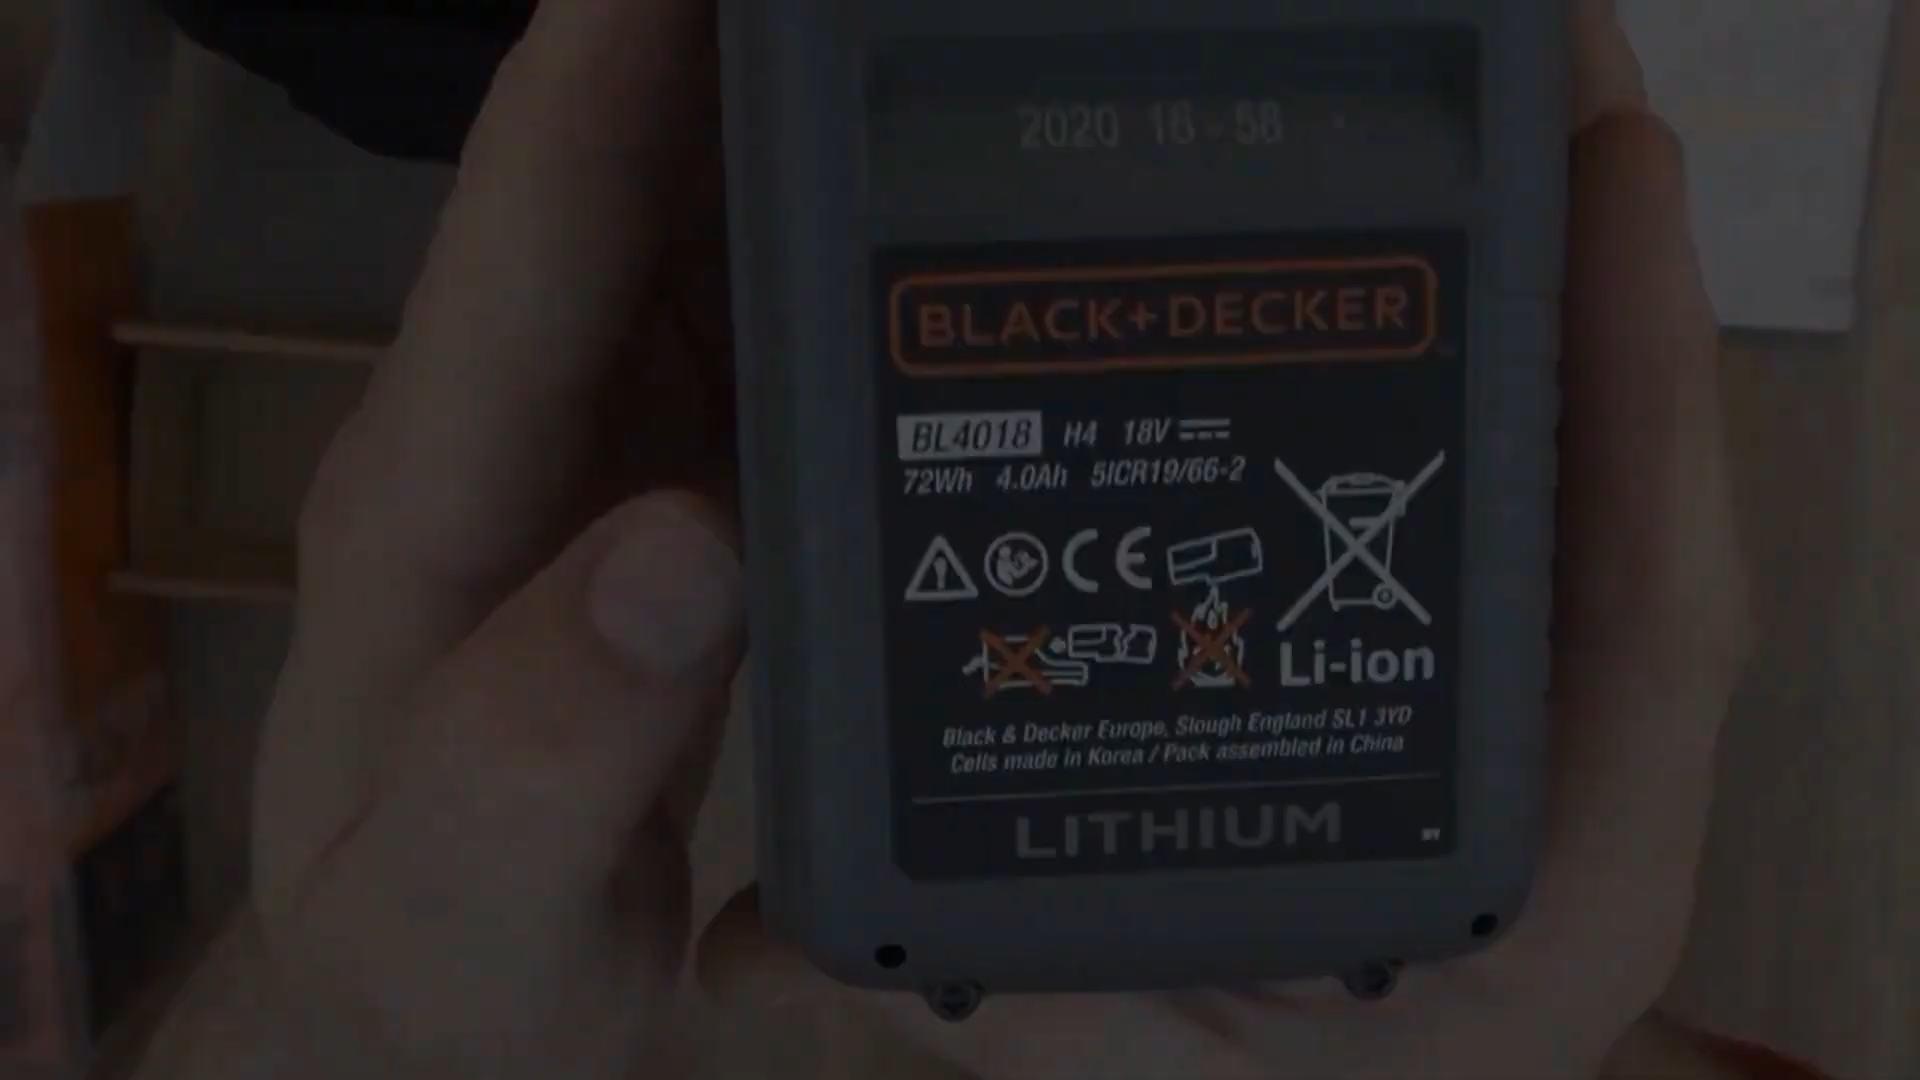 2020 16 - 58
BLACK+DECKER
BL4018 H4 18V
72Wh 4.0Ah 5ICR19/66-2
CE
Li-ion
Black & Decker Europe, Slough England SL1 3YD
Cells made in Korea / Pack assembled in China
LITHIUM